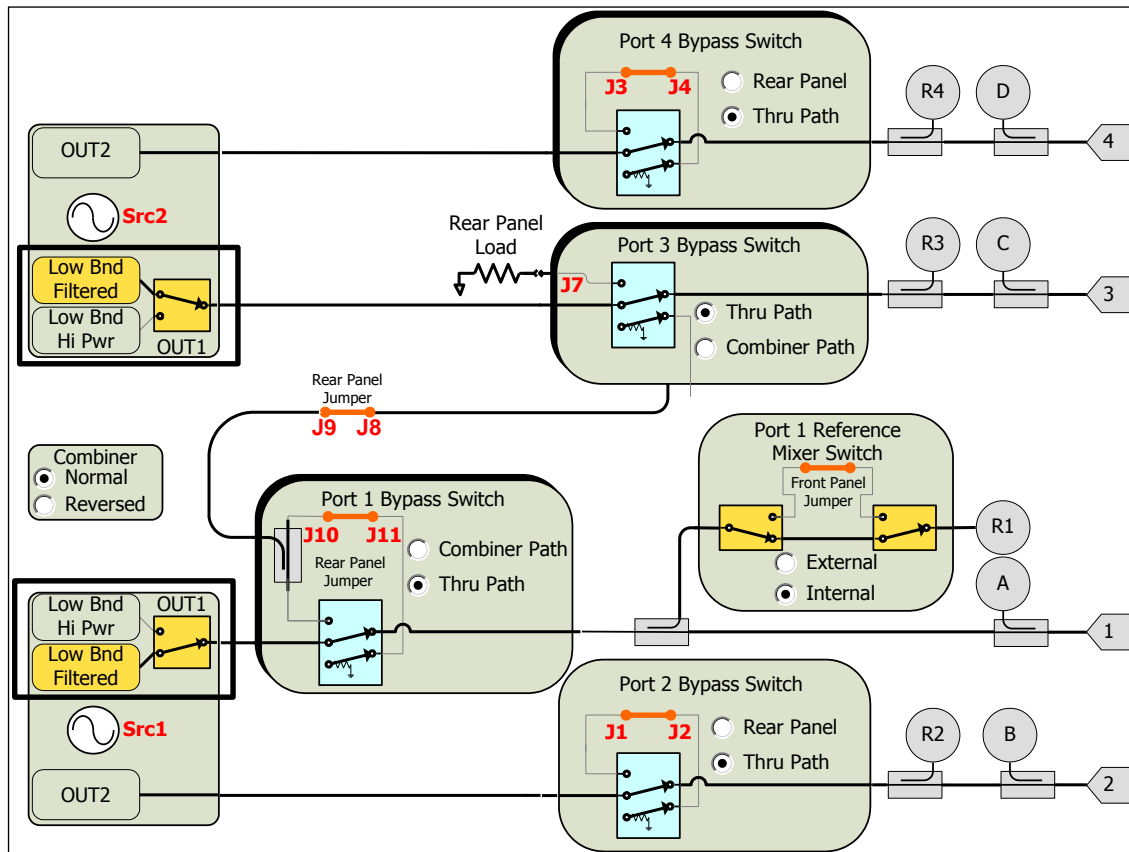 Port 4 Bypass Switch
J3 J4
Rear Panel
Thru Path
R4
D
4
OUT2
Src2
Low Bnd
Filtered
Low Bnd
Hi Pwr
OUT1
Rear Panel
Load
J7
Port 3 Bypass Switch
Thru Path
Combiner Path
R3
C
3
Rear Panel
Jumper
J9 J8
Combiner
Normal
Reversed
Port 1 Bypass Switch
J10 J11
Rear Panel
Jumper
Combiner Path
Thru Path
Port 1 Reference
Mixer Switch
Front Panel
Jumper
External
Internal
R1
A
1
Low Bnd
Hi Pwr
OUT1
Low Bnd
Filtered
Src1
OUT2
Port 2 Bypass Switch
J1 J2
Rear Panel
Thru Path
R2
B
2